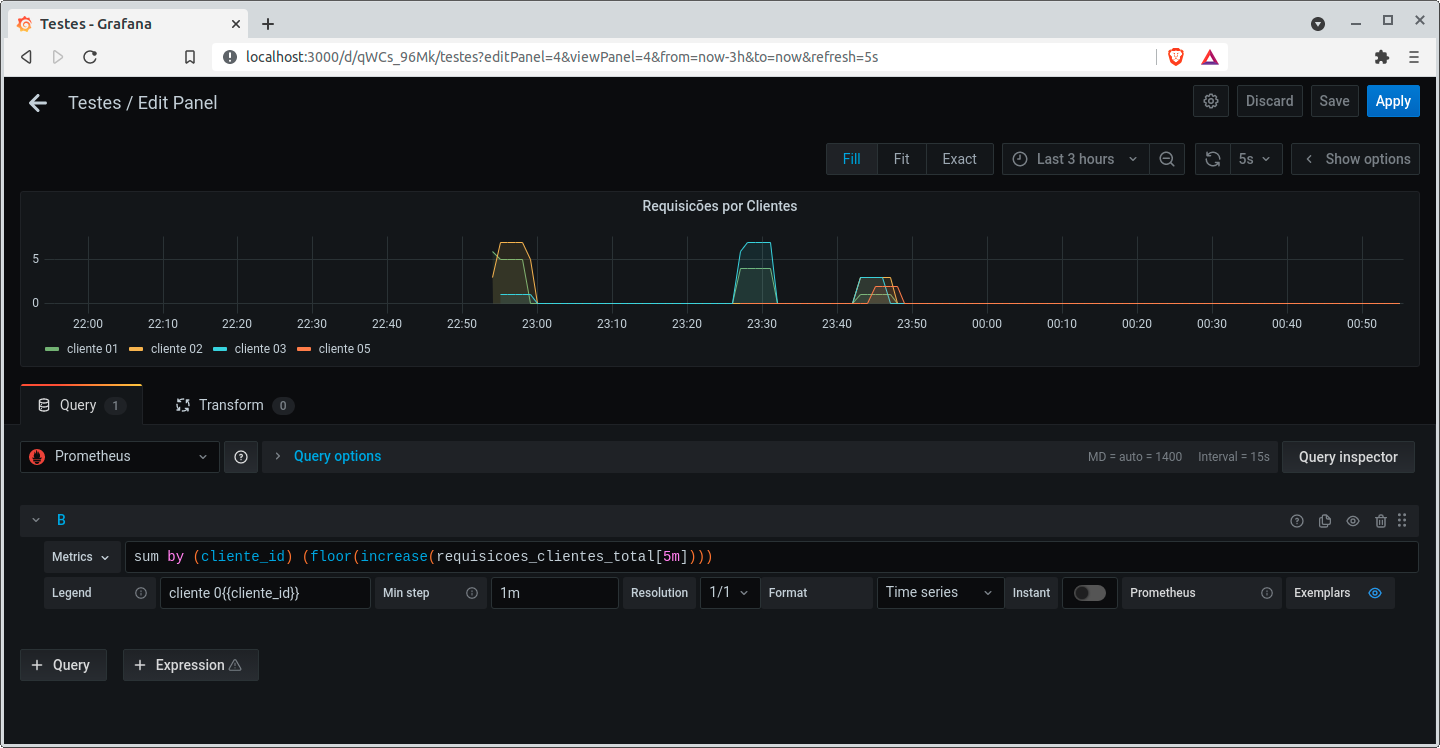 Testes - Grafana
localhost:3000/d/qWCs_96Mk/testes?editPanel=4&viewPanel=4&from=now-3h&to=now&refresh=5s
Testes / Edit Panel
Discard
Save
Apply
Fill
Fit
Exact
Last 3 hours
5s
Show options
Requisicões por Clientes
5
0
22:00 22:10 22:20 22:30 22:40 22:50 23:00 23:10 23:20 23:30 23:40 23:50 00:00 00:10 00:20 00:30 00:40 00:50
cliente 01 cliente 02 cliente 03 cliente 05
Query 1
Transform 0
Prometheus
Query options
MD = auto = 1400
Interval = 15s
Query inspector
B
Metrics
sum by (cliente_id) (floor(increase(requisicoes_clientes_total[5m])))
Legend
cliente 0{{cliente_id}}
Min step
1m
Resolution
1/1
Format
Time series
Instant
Prometheus
Exemplars
+ Query
+ Expression